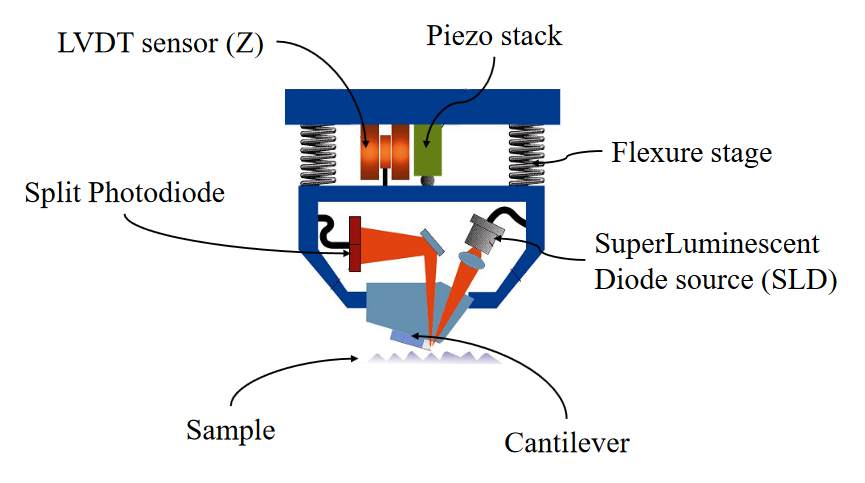 LVDT sensor (Z)
Piezo stack
Flexure stage
Split Photodiode
SuperLuminescent
Diode source (SLD)
Sample
Cantilever